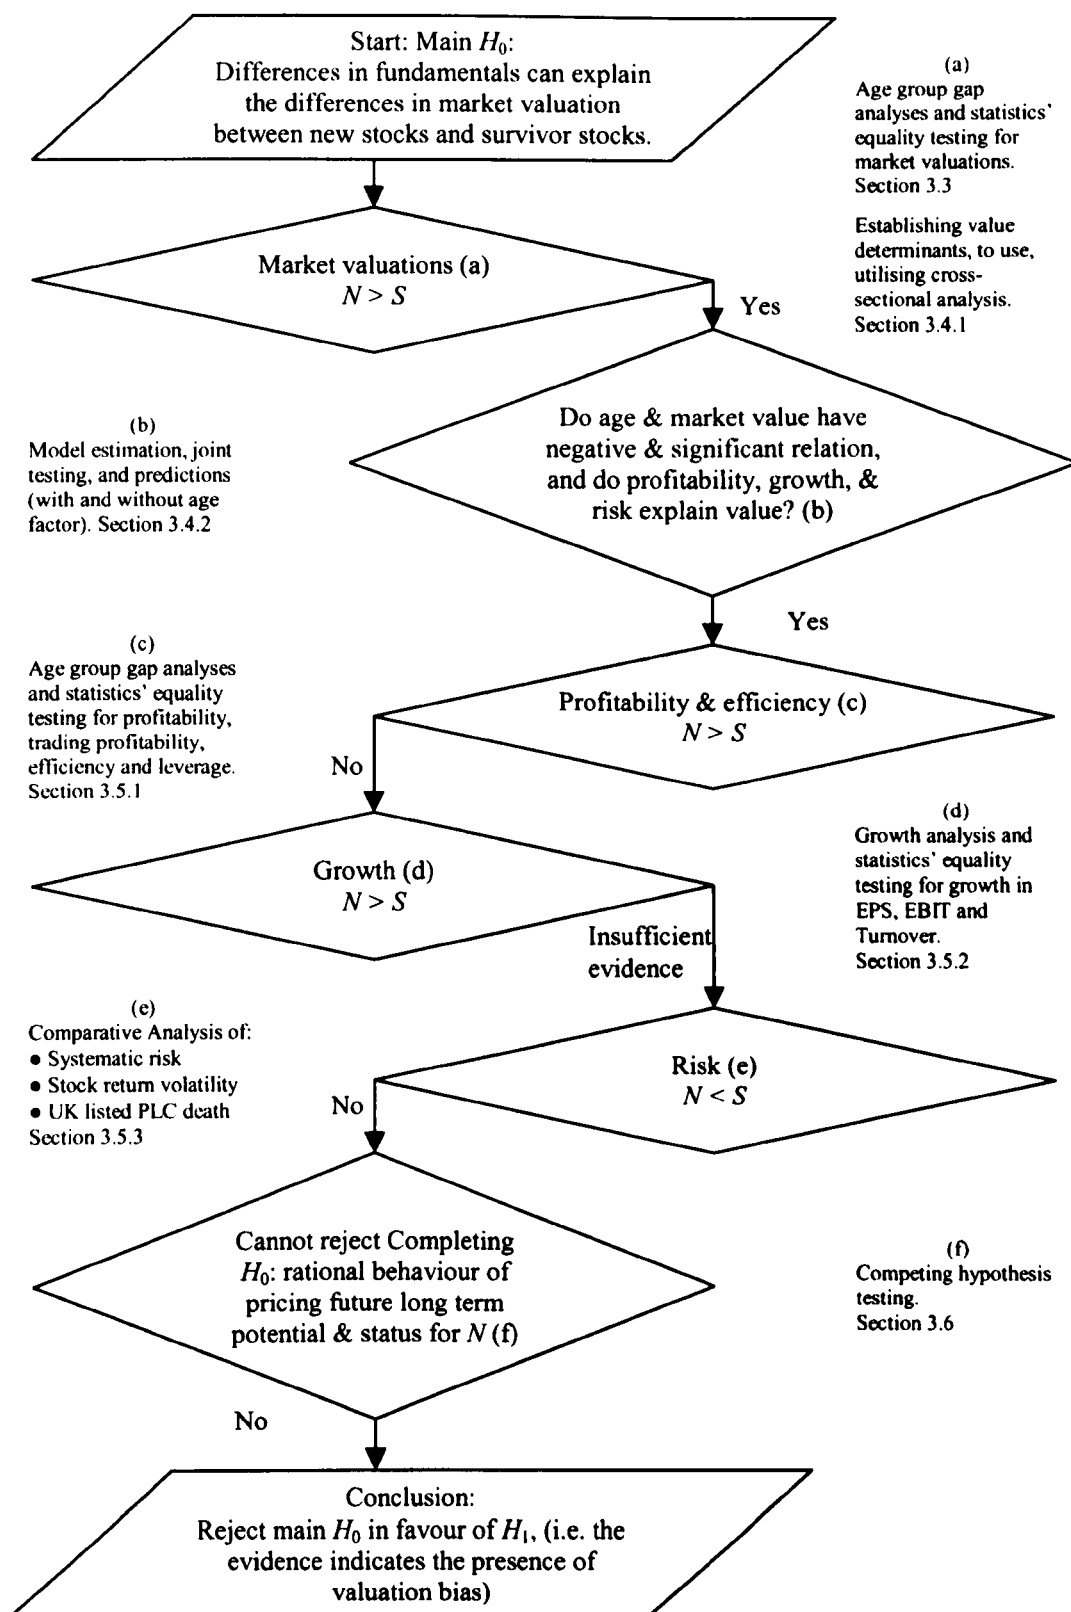 Start: Main H₀:
Differences in fundamentals can explain
the differences in market valuation
between new stocks and survivor stocks.
(a)
Age group gap
analyses and statistics'
equality testing for
market valuations.
Section 3.3
Establishing value
determinants, to use,
utilising cross-
sectional analysis.
Section 3.4.1
Market valuations (a)
N > S
Yes
Do age & market value have
negative & significant relation,
and do profitability, growth, &
risk explain value? (b)
(b)
Model estimation, joint
testing, and predictions
(with and without age
factor). Section 3.4.2
Yes
(c)
Age group gap analyses
and statistics' equality
testing for profitability,
trading profitability,
efficiency and leverage.
Section 3.5.1
Profitability & efficiency (c)
N > S
No
(d)
Growth analysis and
statistics' equality
testing for growth in
EPS, EBIT and
Turnover.
Section 3.5.2
Growth (d)
N > S
Insufficient
evidence
(e)
Comparative Analysis of:
● Systematic risk
● Stock return volatility
● UK listed PLC death
Section 3.5.3
Risk (e)
N < S
No
Cannot reject Completing
H₀: rational behaviour of
pricing future long term
potential & status for N (f)
(f)
Competing hypothesis
testing.
Section 3.6
No
Conclusion:
Reject main H₀ in favour of H₁, (i.e. the
evidence indicates the presence of
valuation bias)